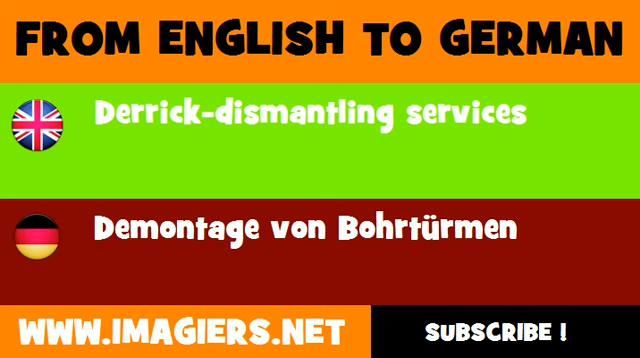 FROM ENGLISH TO GERMAN
Derrick-dismantling services
Demontage von Bohrtürmen
WWW.IMAGIERS.NET
SUBSCRIBE !